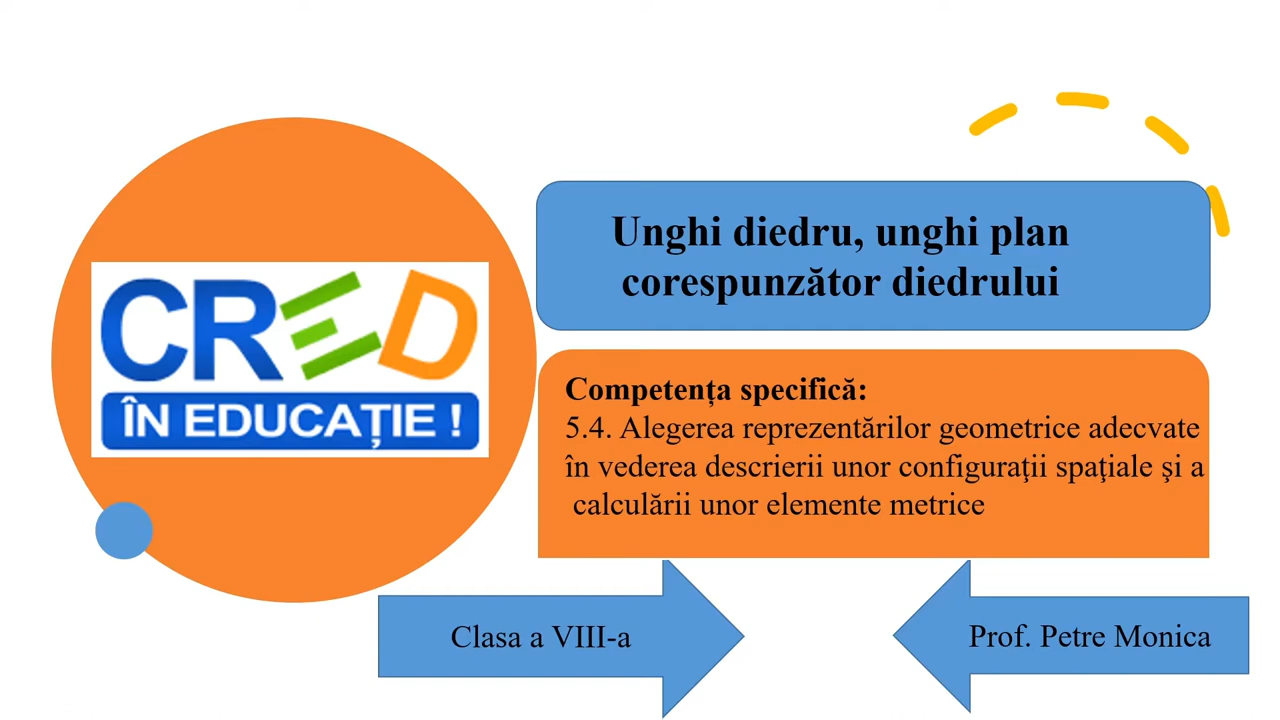 CRED
ÎN EDUCAȚIE !
Unghi diedru, unghi plan
corespunzător diedrului
Competența specifică:
5.4. Alegerea reprezentărilor geometrice adecvate
în vederea descrierii unor configuraţii spaţiale şi a
calculării unor elemente metrice
Clasa a VIII-a
Prof. Petre Monica